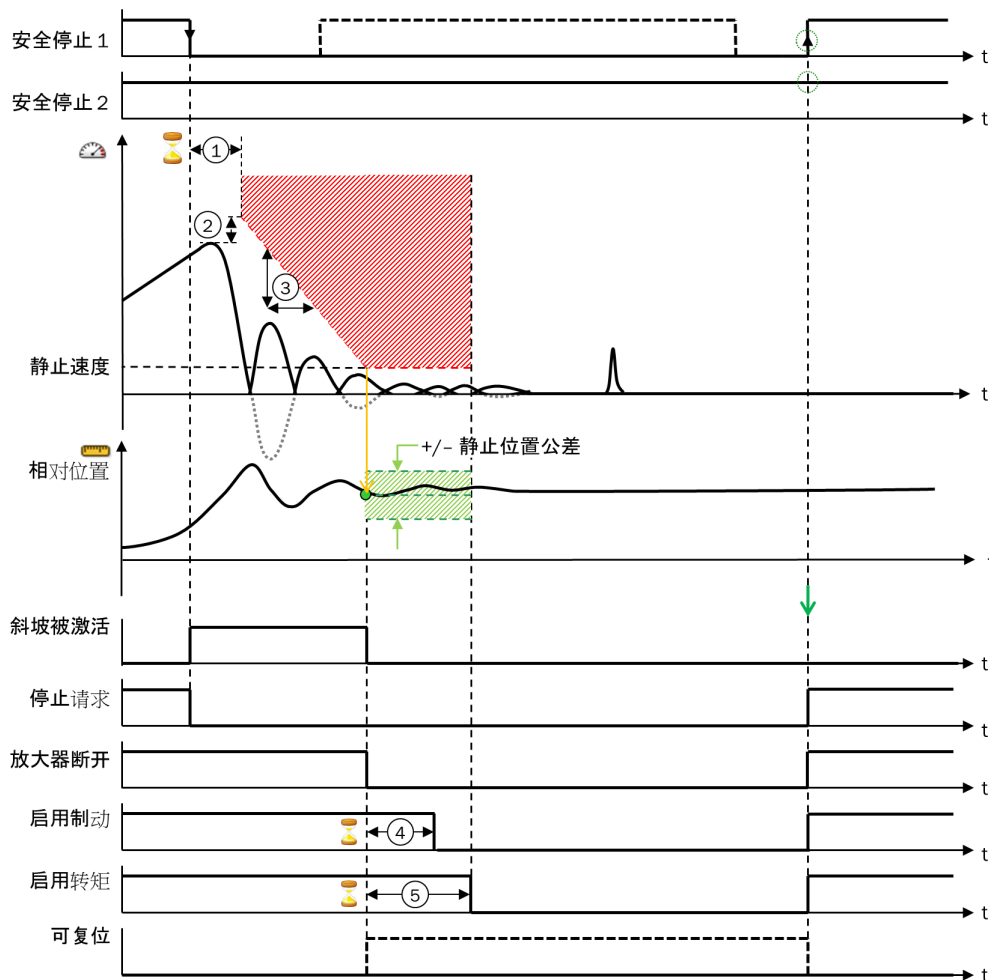 安全停止 1
t
安全停止 2
t
1
2
3
静止速度
t
+/– 静止位置公差
相对位置
斜坡被激活
t
停止请求
t
放大器断开
t
启用制动
4
t
启用转矩
5
t
可复位
t